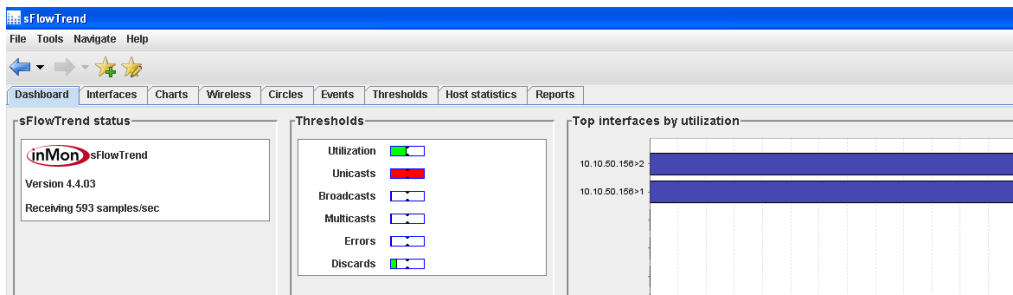 sFlowTrend
File Tools Navigate Help
Dashboard Interfaces Charts Wireless Circles Events Thresholds Host statistics Reports
sFlowTrend status
inMon sFlowTrend
Version 4.4.03
Receiving 593 samples/sec
Thresholds
Utilization
Unicasts
Broadcasts
Multicasts
Errors
Discards
Top interfaces by utilization
10.10.50.156>2
10.10.50.156>1